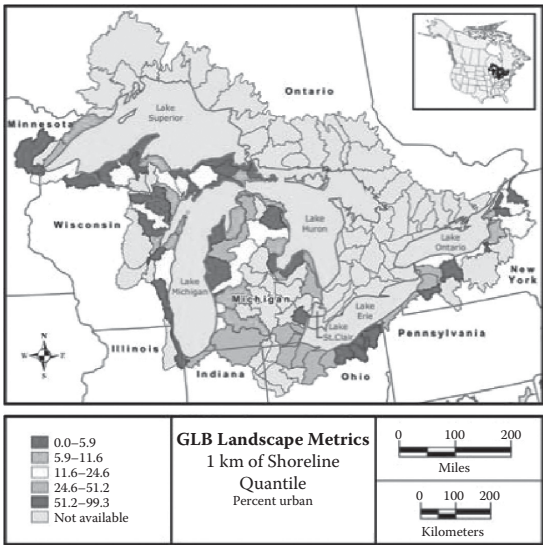 Ontario
Lake
Superior
Minnesota
Wisconsin
Lake
Huron
Lake
Ontario
New
York
Lake
Michigan
Michigan
Lake
Erie
Lake
St.Clair
Pennsylvania
Illinois
Indiana
Ohio
N
W
E
S
0.0–5.9
5.9–11.6
11.6–24.6
24.6–51.2
51.2–99.3
Not available
GLB Landscape Metrics
1 km of Shoreline
Quantile
Percent urban
0 100 200
Miles
0 100 200
Kilometers